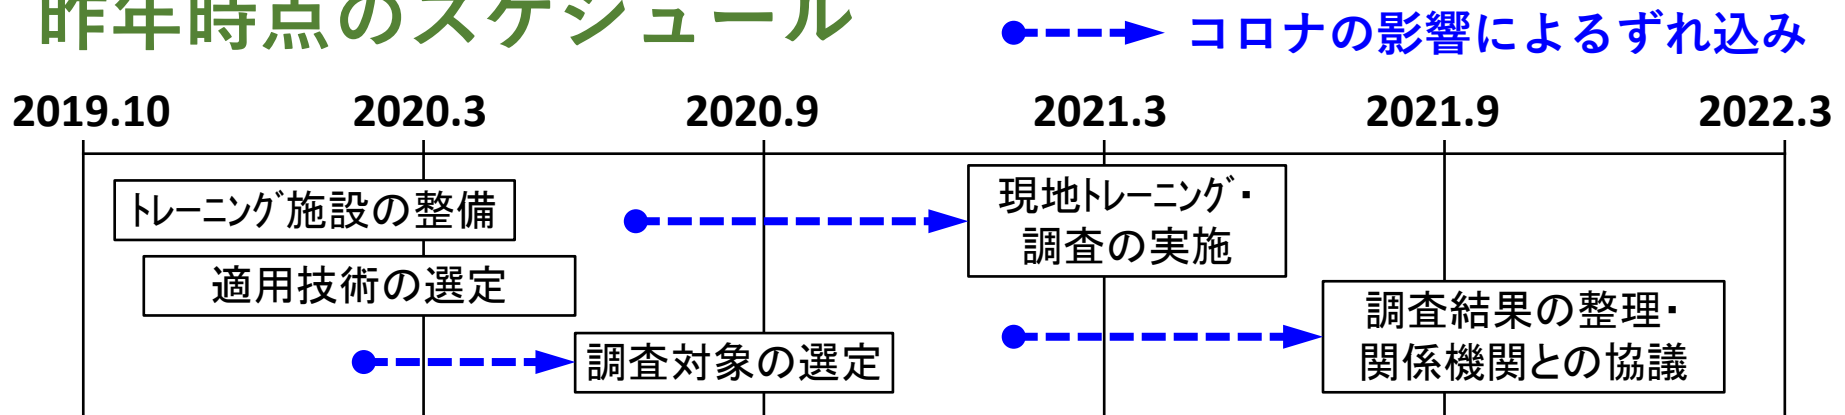 昨年時点のスケジュール
コロナの影響によるずれ込み
2019.10 2020.3 2020.9 2021.3 2021.9 2022.3
ﾄﾚｰﾆﾝｸﾞ施設の整備
現地ﾄﾚｰﾆﾝｸﾞ・
調査の実施
適用技術の選定
調査対象の選定
調査結果の整理・
関係機関との協議